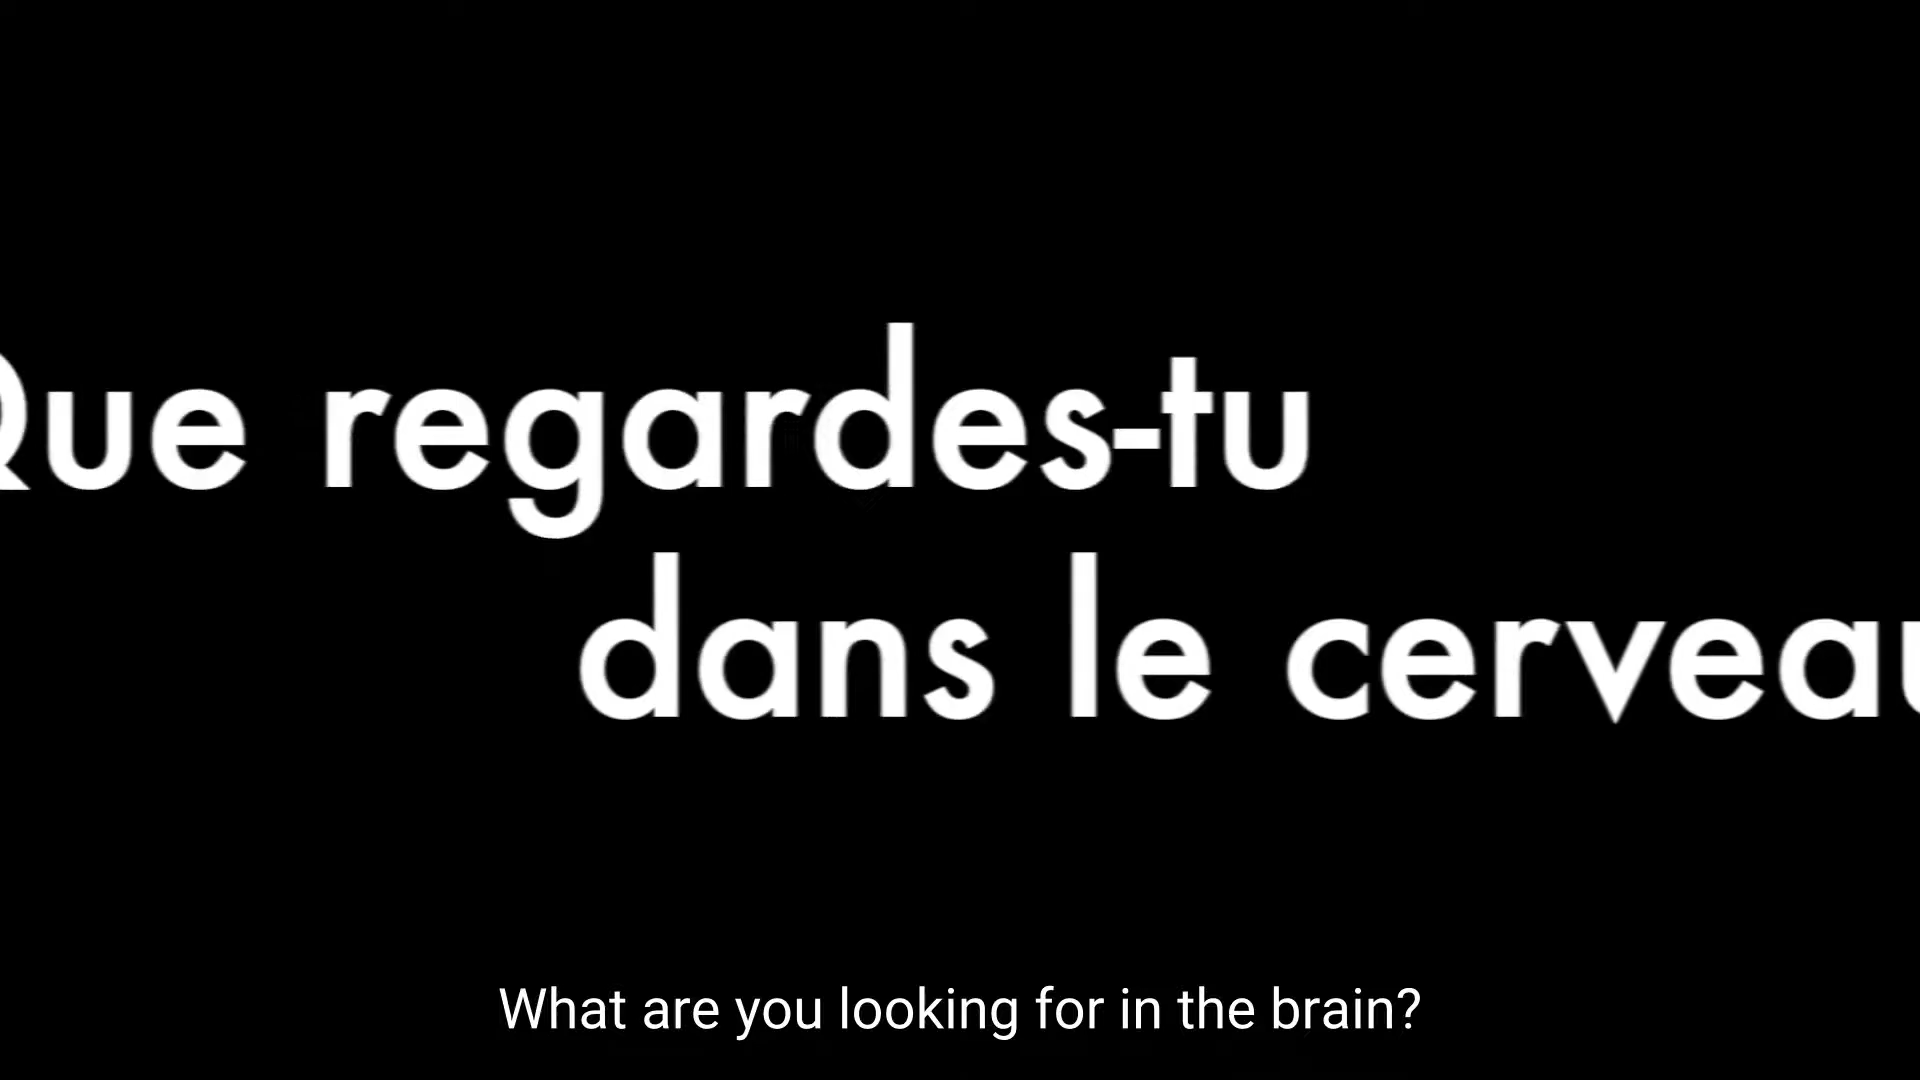 Que regardes-tu
dans le cerveau
What are you looking for in the brain?